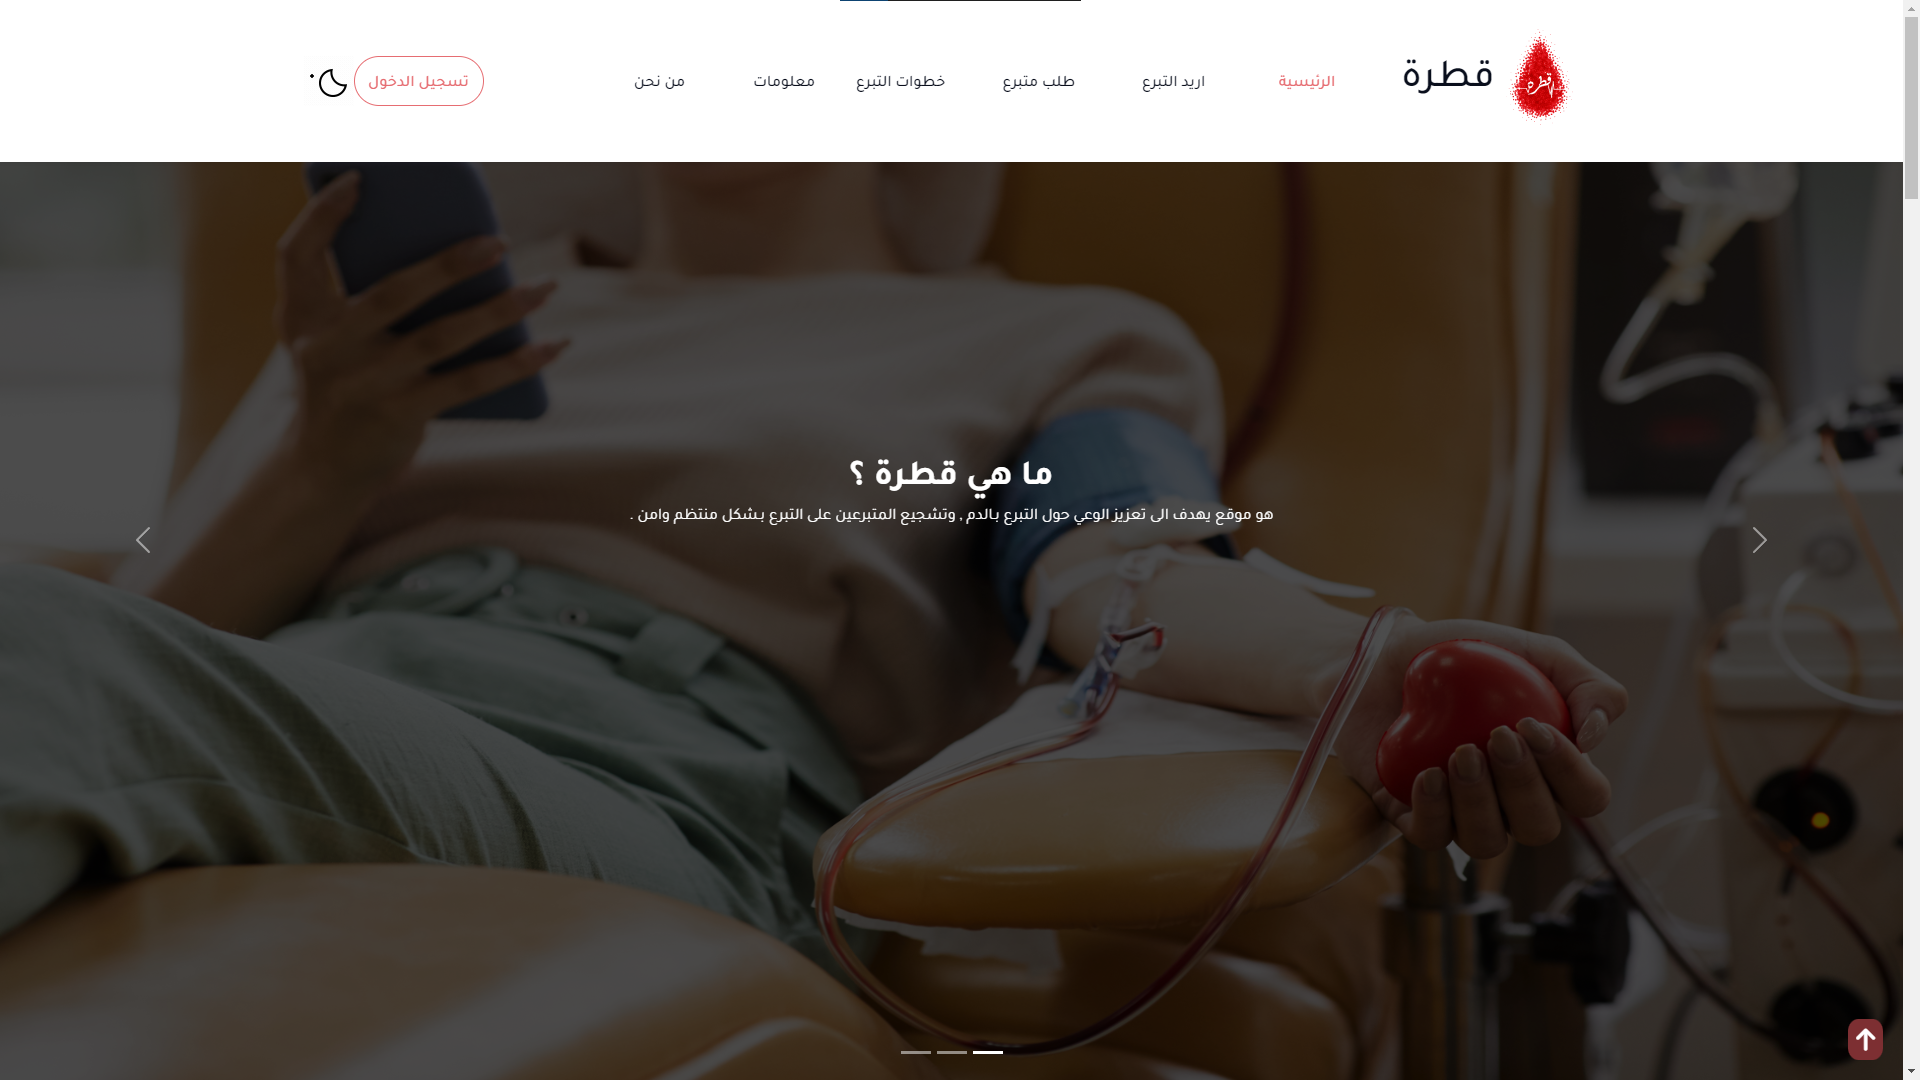 قطرة
قطرة
الرئيسية
اريد التبرع
طلب متبرع
خطوات التبرع
معلومات
من نحن
تسجيل الدخول
ما هي قطرة ؟
هو موقع يهدف الى تعزيز الوعي حول التبرع بالدم , وتشجيع المتبرعين على التبرع بشكل منتظم وامن .